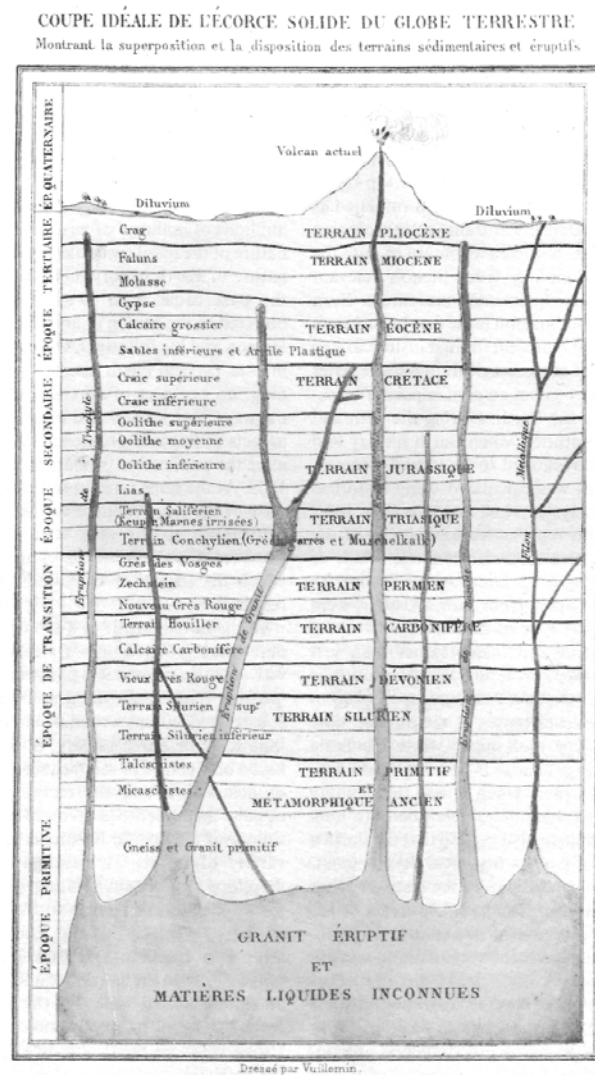 COUPE IDÉALE DE L'ÉCORCE SOLIDE DU GLOBE TERRESTRE
Montrant la superposition et la disposition des terrains sédimentaires et éruptifs
ÉP. QUATERNAIRE
Volcan actuel
Diluvium
Diluvium
ÉPOQUE TERTIAIRE
Crag
TERRAIN PLIOCÈNE
Faluns
TERRAIN MIOCÈNE
Molasse
Gypse
Calcaire grossier
TERRAIN ÉOCÈNE
Sables inférieurs et Argile Plastique
ÉPOQUE SECONDAIRE
Craie supérieure
TERRAIN CRÉTACÉ
Craie inférieure
Oolithe supérieure
Oolithe moyenne
Oolithe inférieure
TERRAIN JURASSIQUE
Lias
Terrain Saliférien
(Keuper Marnes irrisées)
TERRAIN TRIASIQUE
Terrain Conchylien (Grès bigarrés et Muschelkalk)
ÉPOQUE DE TRANSITION
Grès des Vosges
Zechstein
TERRAIN PERMIEN
Nouveau Grès Rouge
Terrain Houiller
TERRAIN CARBONIFÈRE
Calcaire Carbonifère
Vieux Grès Rouge
TERRAIN DÉVONIEN
Terrain Silurien supr
TERRAIN SILURIEN
Terrain Silurien inférieur
ÉPOQUE PRIMITIVE
Talcschistes
TERRAIN PRIMITIF
ET
Micaschistes
MÉTAMORPHIQUE ANCIEN
Gneiss et Granit primitif
Eruption de Trachyte
Eruption de Granit
Eruption de
Filon Métallique
GRANIT ÉRUPTIF
ET
MATIÈRES LIQUIDES INCONNUES
Dressé par Vuillemin.